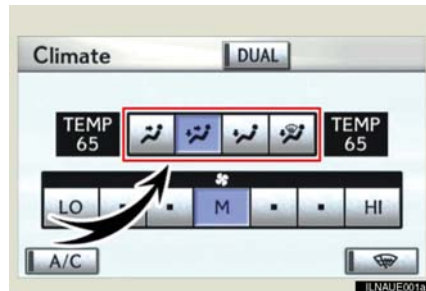 Climate DUAL
TEMP TEMP
65 65
LO M HI
A/C
ILNAUE001a